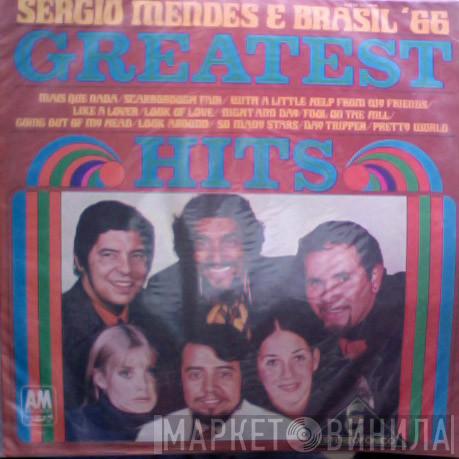 SERGIO MENDES & BRASIL '66
GREATEST
MAIS QUE NADA/SCARBOROUGH FAIR/WITH A LITTLE HELP FROM MY FRIENDS/
LIKE A LOVER/LOOK OF LOVE/NIGHT AND DAY/FOOL ON THE HILL/
GOING OUT OF MY HEAD/LOOK AROUND/SO MANY STARS/DAY TRIPPER/PRETTY WORLD
HITS
AM
МАРКЕТ ВИНИЛА